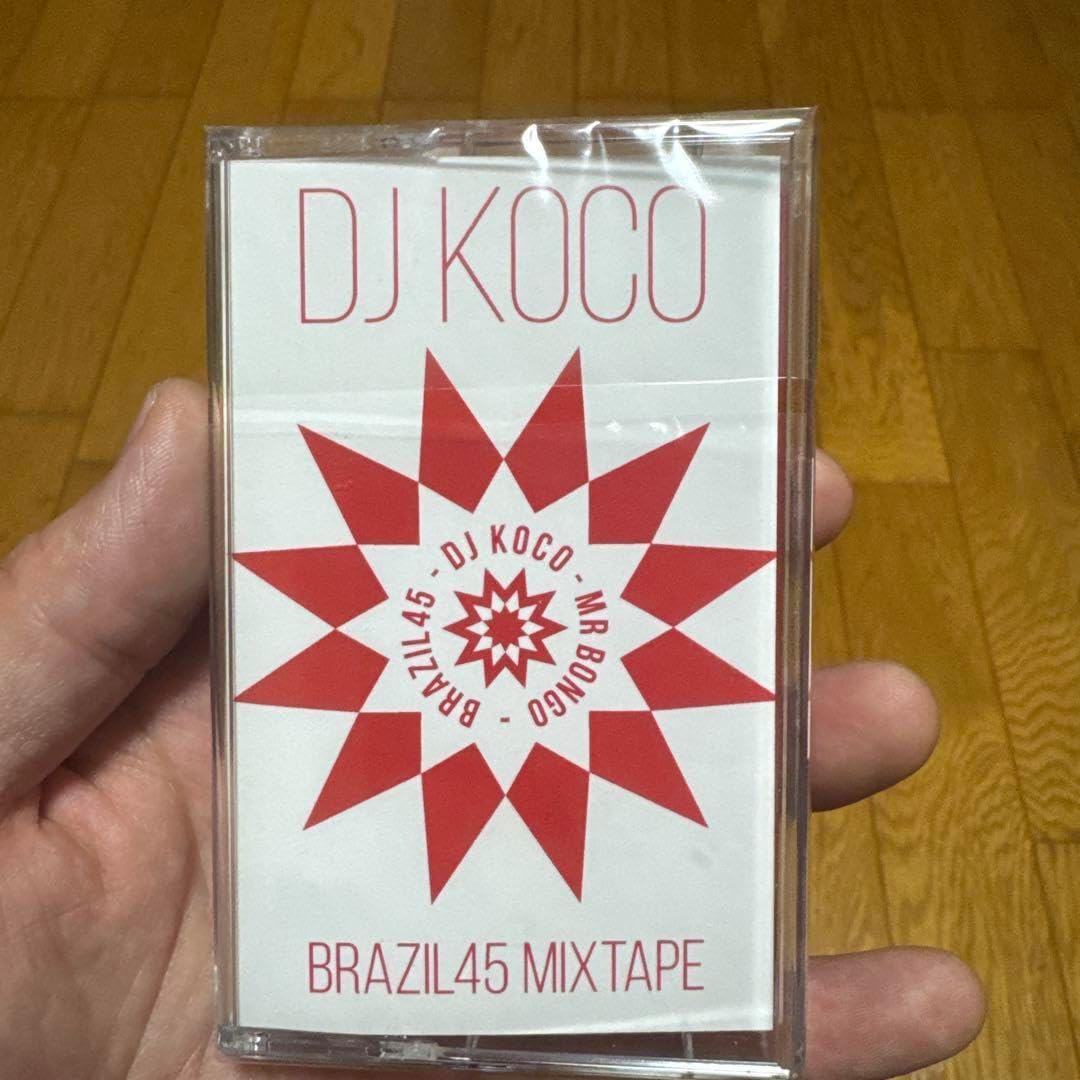 DJ KOCO
BRAZIL45 - DJ KOCO - MR BONGO -
BRAZIL45 MIXTAPE